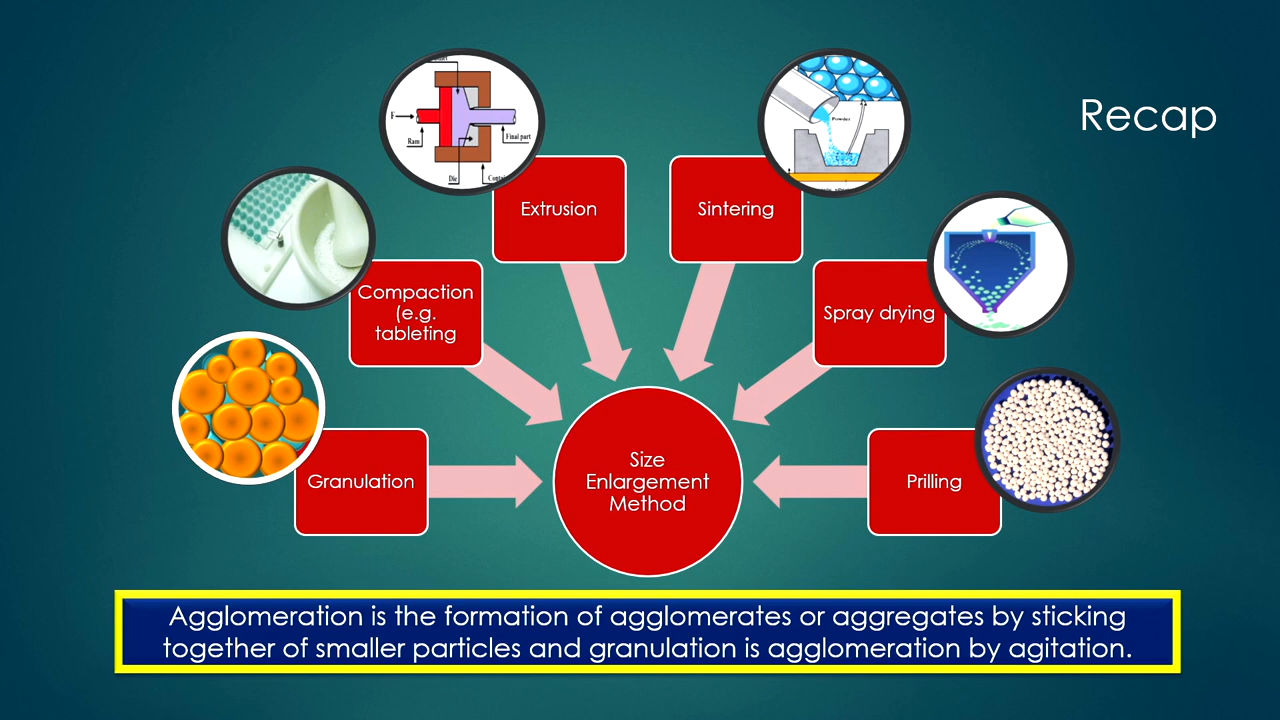 Recap
F
Ram
Die
Final part
Powder
Extrusion
Sintering
Compaction
(e.g.
tableting
Spray drying
Granulation
Prilling
Size
Enlargement
Method
Agglomeration is the formation of agglomerates or aggregates by sticking
together of smaller particles and granulation is agglomeration by agitation.